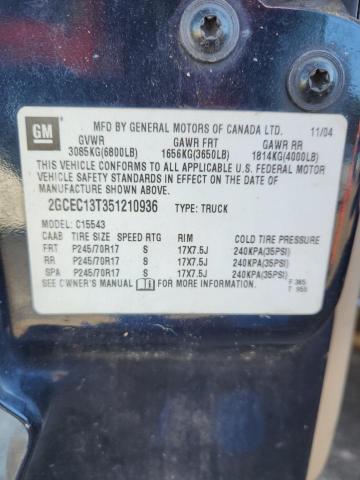 GM
MFD BY GENERAL MOTORS OF CANADA LTD. 11/04
GVWR GAWR FRT GAWR RR
3085KG(6800LB) 1656KG(3650LB) 1814KG(4000LB)
THIS VEHICLE CONFORMS TO ALL APPLICABLE U.S. FEDERAL MOTOR
VEHICLE SAFETY STANDARDS IN EFFECT ON THE DATE OF
MANUFACTURE SHOWN ABOVE.
2GCEC13T351210936 TYPE: TRUCK
MODEL: C15543
CAAB TIRE SIZE SPEED RTG RIM COLD TIRE PRESSURE
FRT P245/70R17 S 17X7.5J 240KPA(35PSI)
RR P245/70R17 S 17X7.5J 240KPA(35PSI)
SPA P245/70R17 S 17X7.5J 240KPA(35PSI)
SEE OWNER'S MANUAL FOR MORE INFORMATION. F 385
T 955